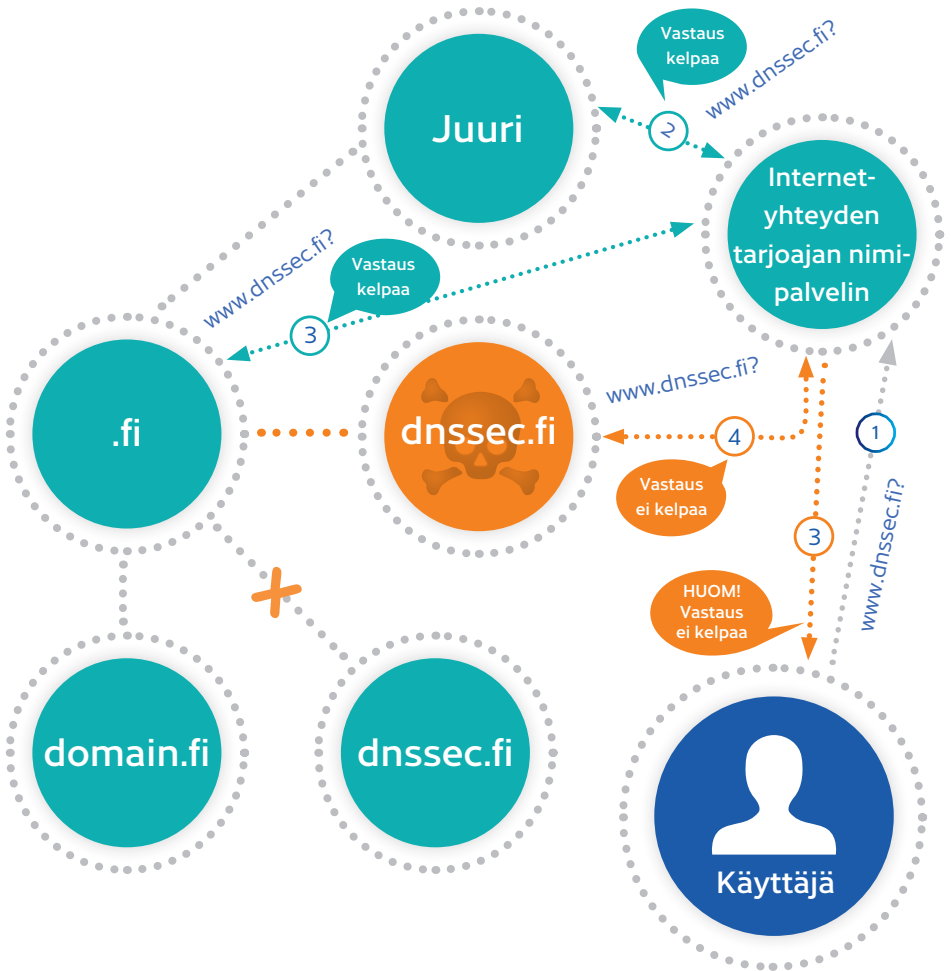 Vastaus
kelpaa
www.dnssec.fi?
Juuri
2
Internet-
yhteyden
tarjoajan nimi-
palvelin
www.dnssec.fi?
Vastaus
kelpaa
3
.fi
dnssec.fi
www.dnssec.fi?
4
1
Vastaus
ei kelpaa
3
www.dnssec.fi?
HUOM!
Vastaus
ei kelpaa
domain.fi
dnssec.fi
Käyttäjä